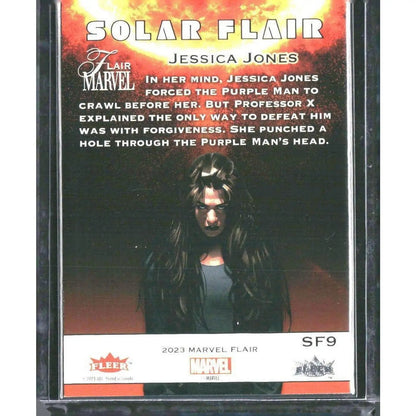 SOLAR FLAIR
Flair MARVEL
JESSICA JONES
IN HER MIND, JESSICA JONES
FORCED THE PURPLE MAN TO
CRAWL BEFORE HER. BUT PROFESSOR X
EXPLAINED THE ONLY WAY TO DEFEAT HIM
WAS WITH FORGIVENESS. SHE PUNCHED A
HOLE THROUGH THE PURPLE MAN'S HEAD.
SF9
FLEER
2023 MARVEL FLAIR
MARVEL
MARVEL
FLEER